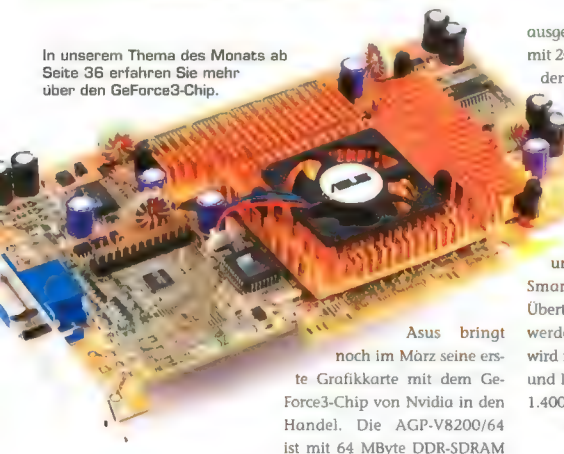 In unserem Thema des Monats ab
Seite 36 erfahren Sie mehr
über den GeForce3-Chip.
ASUS
Asus bringt
noch im März seine ers-
te Grafikkarte mit dem Ge-
Force3-Chip von Nvidia in den
Handel. Die AGP-V8200/64
ist mit 64 MByte DDR-SDRAM
ausge
mit 2
der
un
Smar
Übert
werde
wird
und
1.400